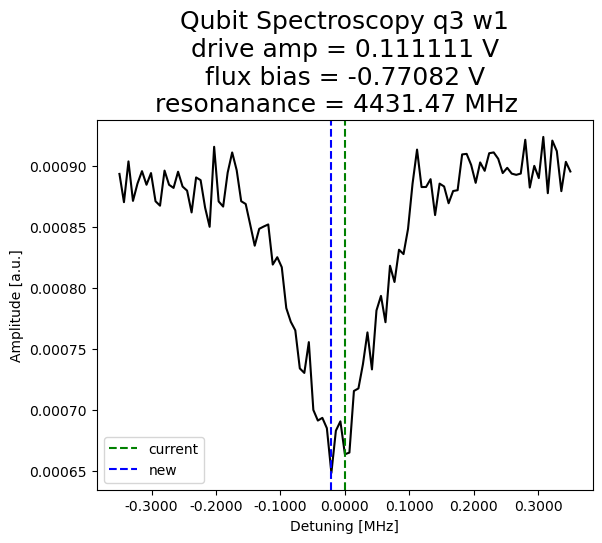 Qubit Spectroscopy q3 w1
drive amp = 0.111111 V
flux bias = -0.77082 V
resonanance = 4431.47 MHz
0.00090
0.00085
0.00080
0.00075
0.00070
0.00065
Amplitude [a.u.]
current
new
-0.3000 -0.2000 -0.1000 0.0000 0.1000 0.2000 0.3000
Detuning [MHz]